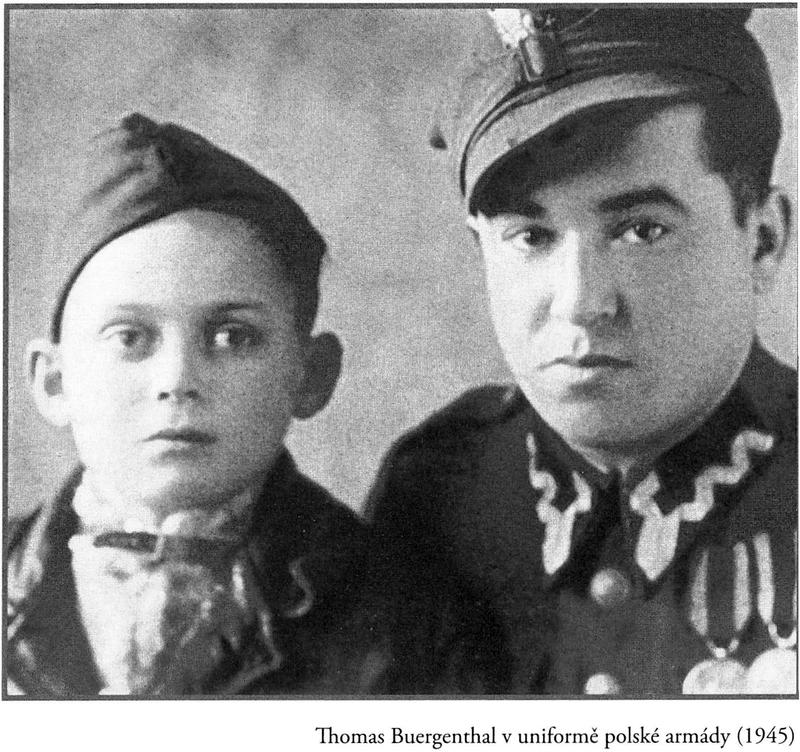 Thomas Buergenthal v uniformě polské armády (1945)